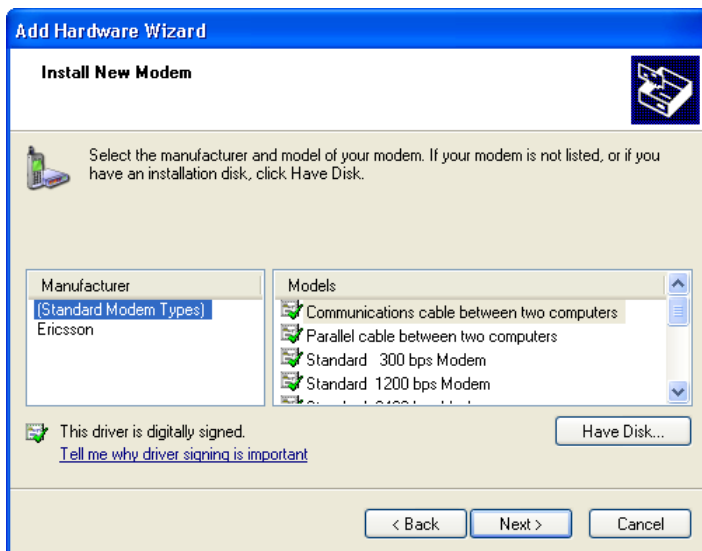 Add Hardware Wizard
Install New Modem
Select the manufacturer and model of your modem. If your modem is not listed, or if you
have an installation disk, click Have Disk.
Manufacturer
(Standard Modem Types)
Ericsson
Models
Communications cable between two computers
Parallel cable between two computers
Standard 300 bps Modem
Standard 1200 bps Modem
This driver is digitally signed.
Tell me why driver signing is important
Have Disk...
< Back
Next >
Cancel